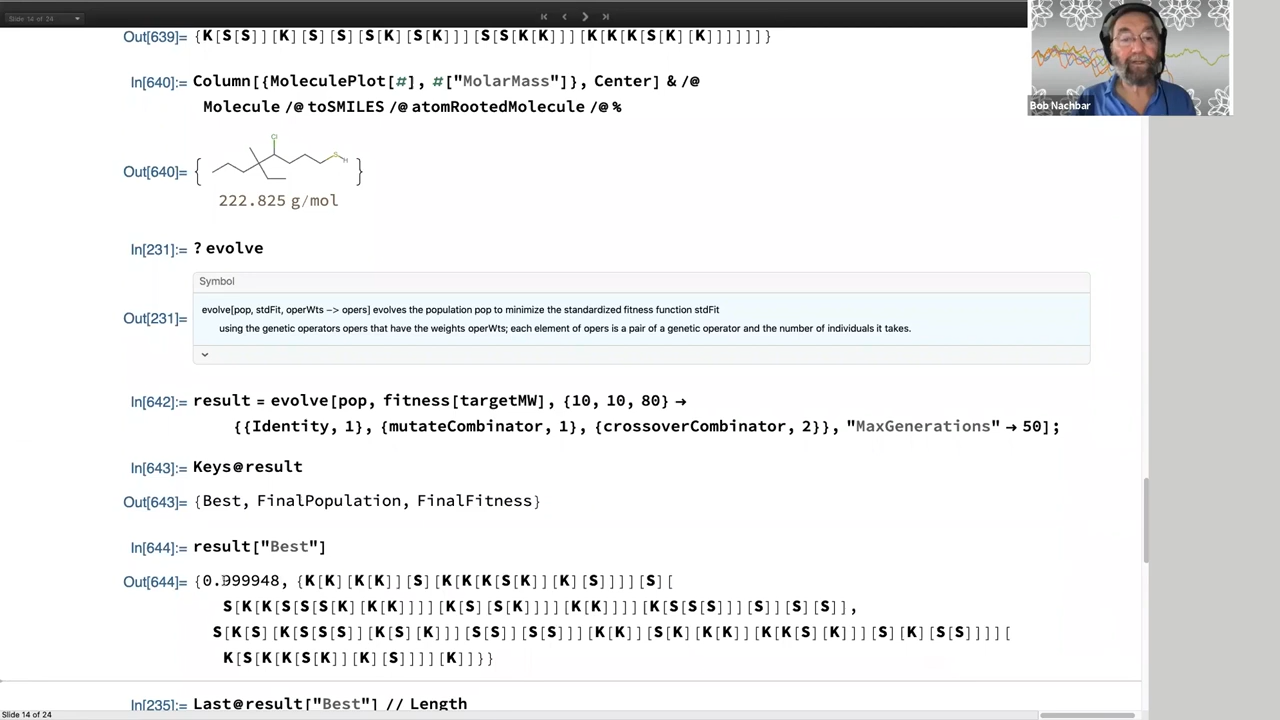 Slide 14 of 24
Out[639]= {K[S[S]][K][S][S][S[K][S[K]]][S[S[K[K]]][K[K[K[S[K][K]]]]]]}
Bob Nachbar
In[640]:= Column[{MoleculePlot[#], #["MolarMass"]}, Center] & /@
Molecule /@ toSMILES /@ atomRootedMolecule /@ %
Cl
S
H
Out[640]= { }
222.825 g/mol
In[231]:= ? evolve
Symbol
Out[231]= evolve[pop, stdFit, operWts −> opers] evolves the population pop to minimize the standardized fitness function stdFit
using the genetic operators opers that have the weights operWts; each element of opers is a pair of a genetic operator and the number of individuals it takes.
In[642]:= result = evolve[pop, fitness[targetMW], {10, 10, 80} →
{{Identity, 1}, {mutateCombinator, 1}, {crossoverCombinator, 2}}, "MaxGenerations" → 50];
In[643]:= Keys@result
Out[643]= {Best, FinalPopulation, FinalFitness}
In[644]:= result["Best"]
Out[644]= {0.999948, {K[K][K[K]][S][K[K[K[S[K]][K][S]]]][S][
S[K[K[S[S[S[K][K[K]]]][K[S][S[K]]]][K[K]]]][K[S[S[S]]][S]][S][S]],
S[K[S][K[S[S[S]][K[S][K]]][S]][S[S]]][K[K]][S[K][K[K]][K[K[S][K]]][S][K][S[S]]]][
K[S[K[K[S[K]][K][S]]]][K]]}}
In[235]:= Last@result["Best"] // Length
Slide 14 of 24